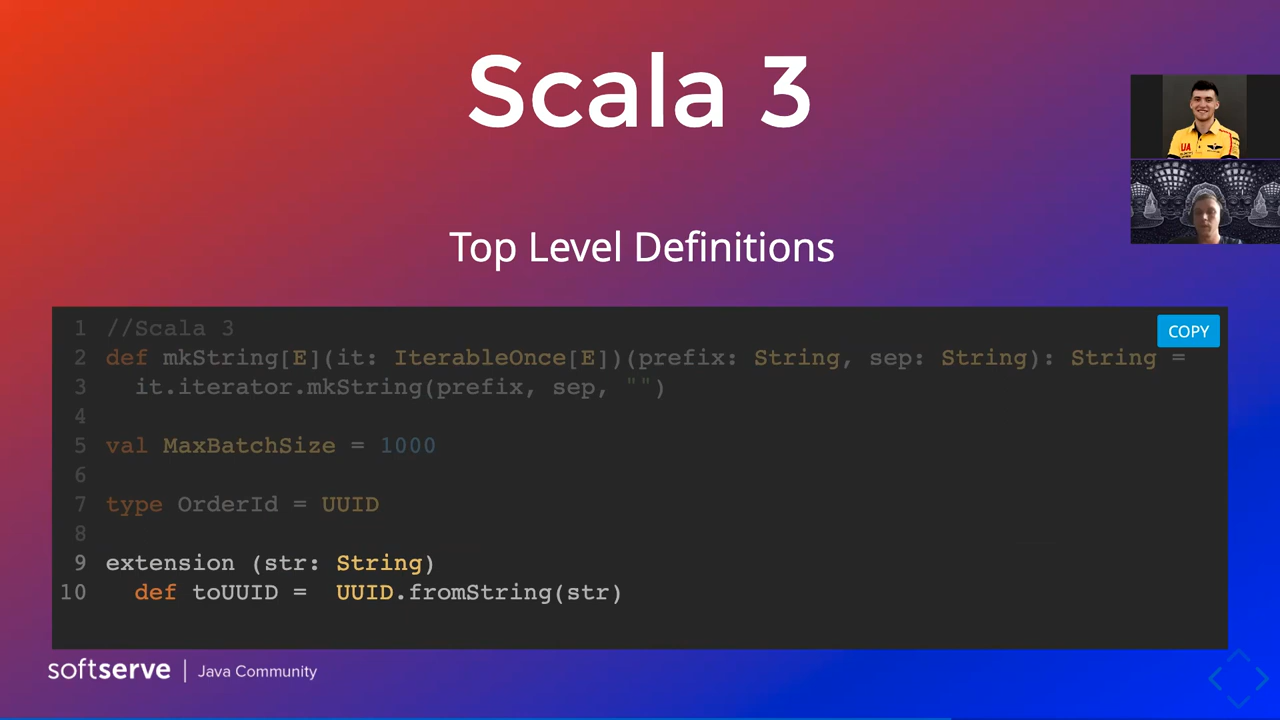 Scala 3
Top Level Definitions
COPY
1 //Scala 3
2 def mkString[E](it: IterableOnce[E])(prefix: String, sep: String): String =
3   it.iterator.mkString(prefix, sep, "")
4
5 val MaxBatchSize = 1000
6
7 type OrderId = UUID
8
9 extension (str: String)
10   def toUUID =  UUID.fromString(str)
softserve | Java Community
UA